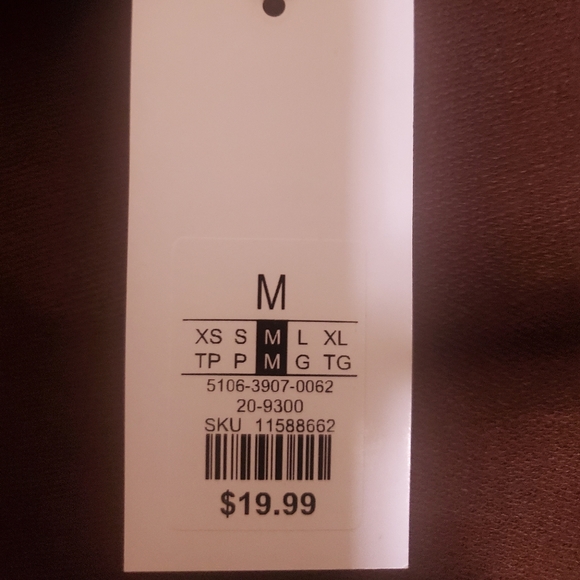 M
XS S M L XL
TP P M G TG
5106-3907-0062
20-9300
SKU 11588662
$19.99